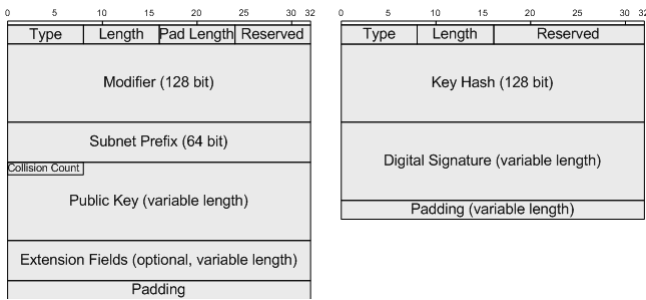 0 5 10 15 20 25 30 32
Type Length Pad Length Reserved
Modifier (128 bit)
Subnet Prefix (64 bit)
Collision Count
Public Key (variable length)
Extension Fields (optional, variable length)
Padding
0 5 10 15 20 25 30 32
Type Length Reserved
Key Hash (128 bit)
Digital Signature (variable length)
Padding (variable length)